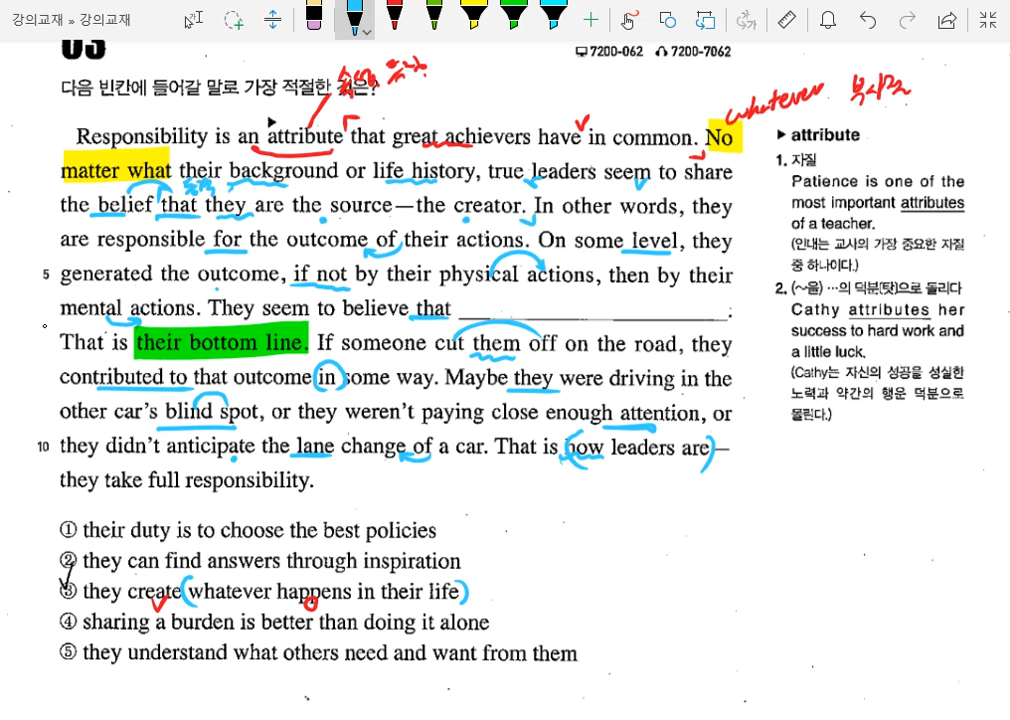 강의교재 » 강의교재
03
7200-062 7200-7062
다음 빈칸에 들어갈 말로 가장 적절한 것은?
whatever 복.관.
Responsibility is an attribute that great achievers have in common. No
matter what their background or life history, true leaders seem to share
the belief that they are the source—the creator. In other words, they
are responsible for the outcome of their actions. On some level, they
5 generated the outcome, if not by their physical actions, then by their
mental actions. They seem to believe that ______________________.
That is their bottom line. If someone cut them off on the road, they
contributed to that outcome in some way. Maybe they were driving in the
other car's blind spot, or they weren't paying close enough attention, or
10 they didn't anticipate the lane change of a car. That is how leaders are—
they take full responsibility.
① their duty is to choose the best policies
② they can find answers through inspiration
③ they create whatever happens in their life
④ sharing a burden is better than doing it alone
⑤ they understand what others need and want from them
▶ attribute
1. 자질
Patience is one of the
most important attributes
of a teacher.
(인내는 교사의 가장 중요한 자질
중 하나이다.)
2. (~을) …의 덕분(탓)으로 돌리다
Cathy attributes her
success to hard work and
a little luck.
(Cathy는 자신의 성공을 성실한
노력과 약간의 행운 덕분으로
돌린다.)